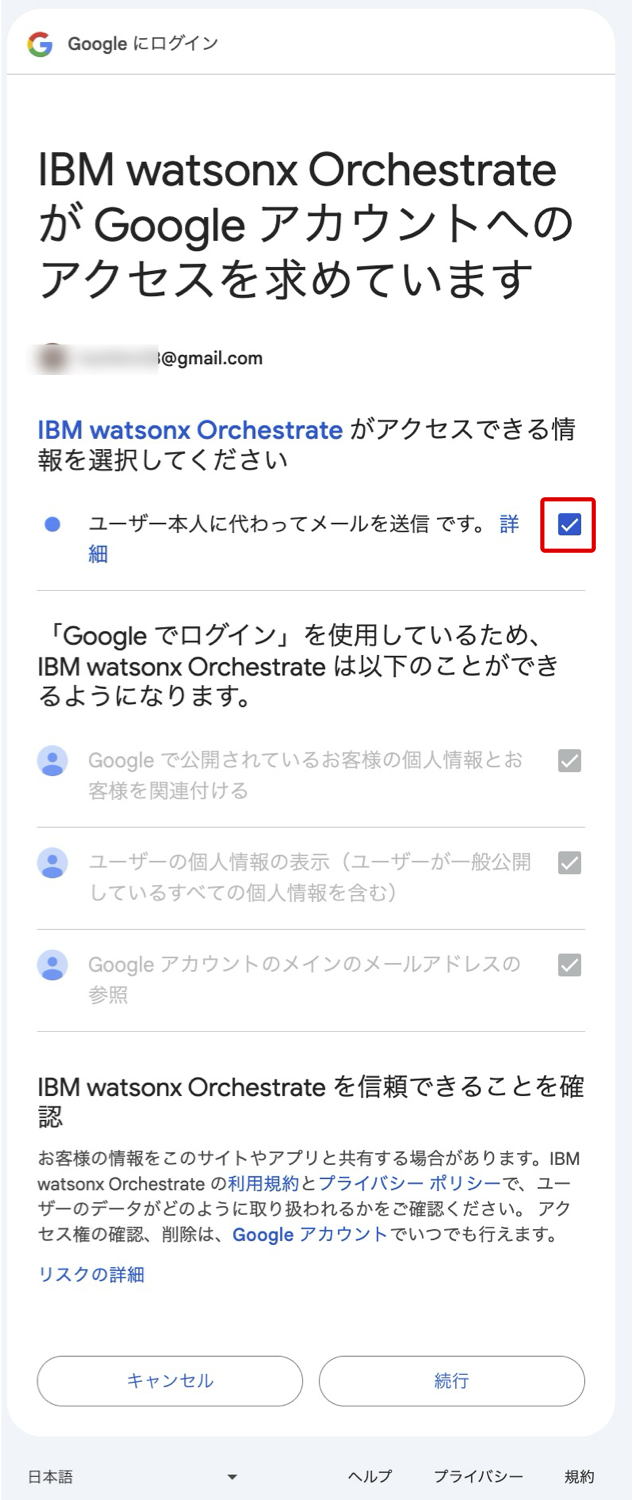 Google にログイン
IBM watsonx Orchestrate
が Google アカウントへの
アクセスを求めています
@gmail.com
IBM watsonx Orchestrate がアクセスできる情
報を選択してください
ユーザー本人に代わってメールを送信 です。 詳
細
「Google でログイン」を使用しているため、
IBM watsonx Orchestrate は以下のことができ
るようになります。
Google で公開されているお客様の個人情報とお
客様を関連付ける
ユーザーの個人情報の表示（ユーザーが一般公開
しているすべての個人情報を含む）
Google アカウントのメインのメールアドレスの
参照
IBM watsonx Orchestrate を信頼できることを確
認
お客様の情報をこのサイトやアプリと共有する場合があります。IBM
watsonx Orchestrate の利用規約とプライバシー ポリシーで、ユー
ザーのデータがどのように取り扱われるかをご確認ください。 アク
セス権の確認、削除は、Google アカウントでいつでも行えます。
リスクの詳細
キャンセル 続行
日本語 ヘルプ プライバシー 規約